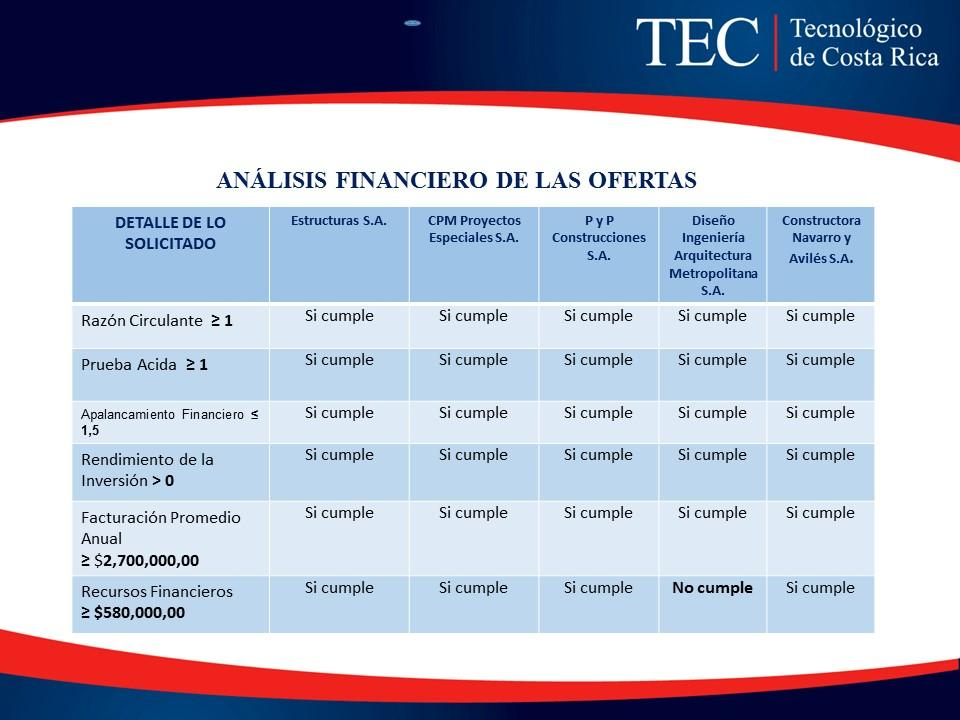 TEC
Tecnológico
de Costa Rica
ANÁLISIS FINANCIERO DE LAS OFERTAS
DETALLE DE LO
SOLICITADO
Estructuras S.A.
CPM Proyectos
Especiales S.A.
P y P
Construcciones
S.A.
Diseño
Ingeniería
Arquitectura
Metropolitana
S.A.
Constructora
Navarro y
Avilés S.A.
Razón Circulante ≥ 1
Si cumple
Si cumple
Si cumple
Si cumple
Si cumple
Prueba Acida ≥ 1
Si cumple
Si cumple
Si cumple
Si cumple
Si cumple
Apalancamiento Financiero ≤
1,5
Si cumple
Si cumple
Si cumple
Si cumple
Si cumple
Rendimiento de la
Inversión > 0
Si cumple
Si cumple
Si cumple
Si cumple
Si cumple
Facturación Promedio
Anual
≥ $2,700,000,00
Si cumple
Si cumple
Si cumple
Si cumple
Si cumple
Recursos Financieros
≥ $580,000,00
Si cumple
Si cumple
Si cumple
No cumple
Si cumple